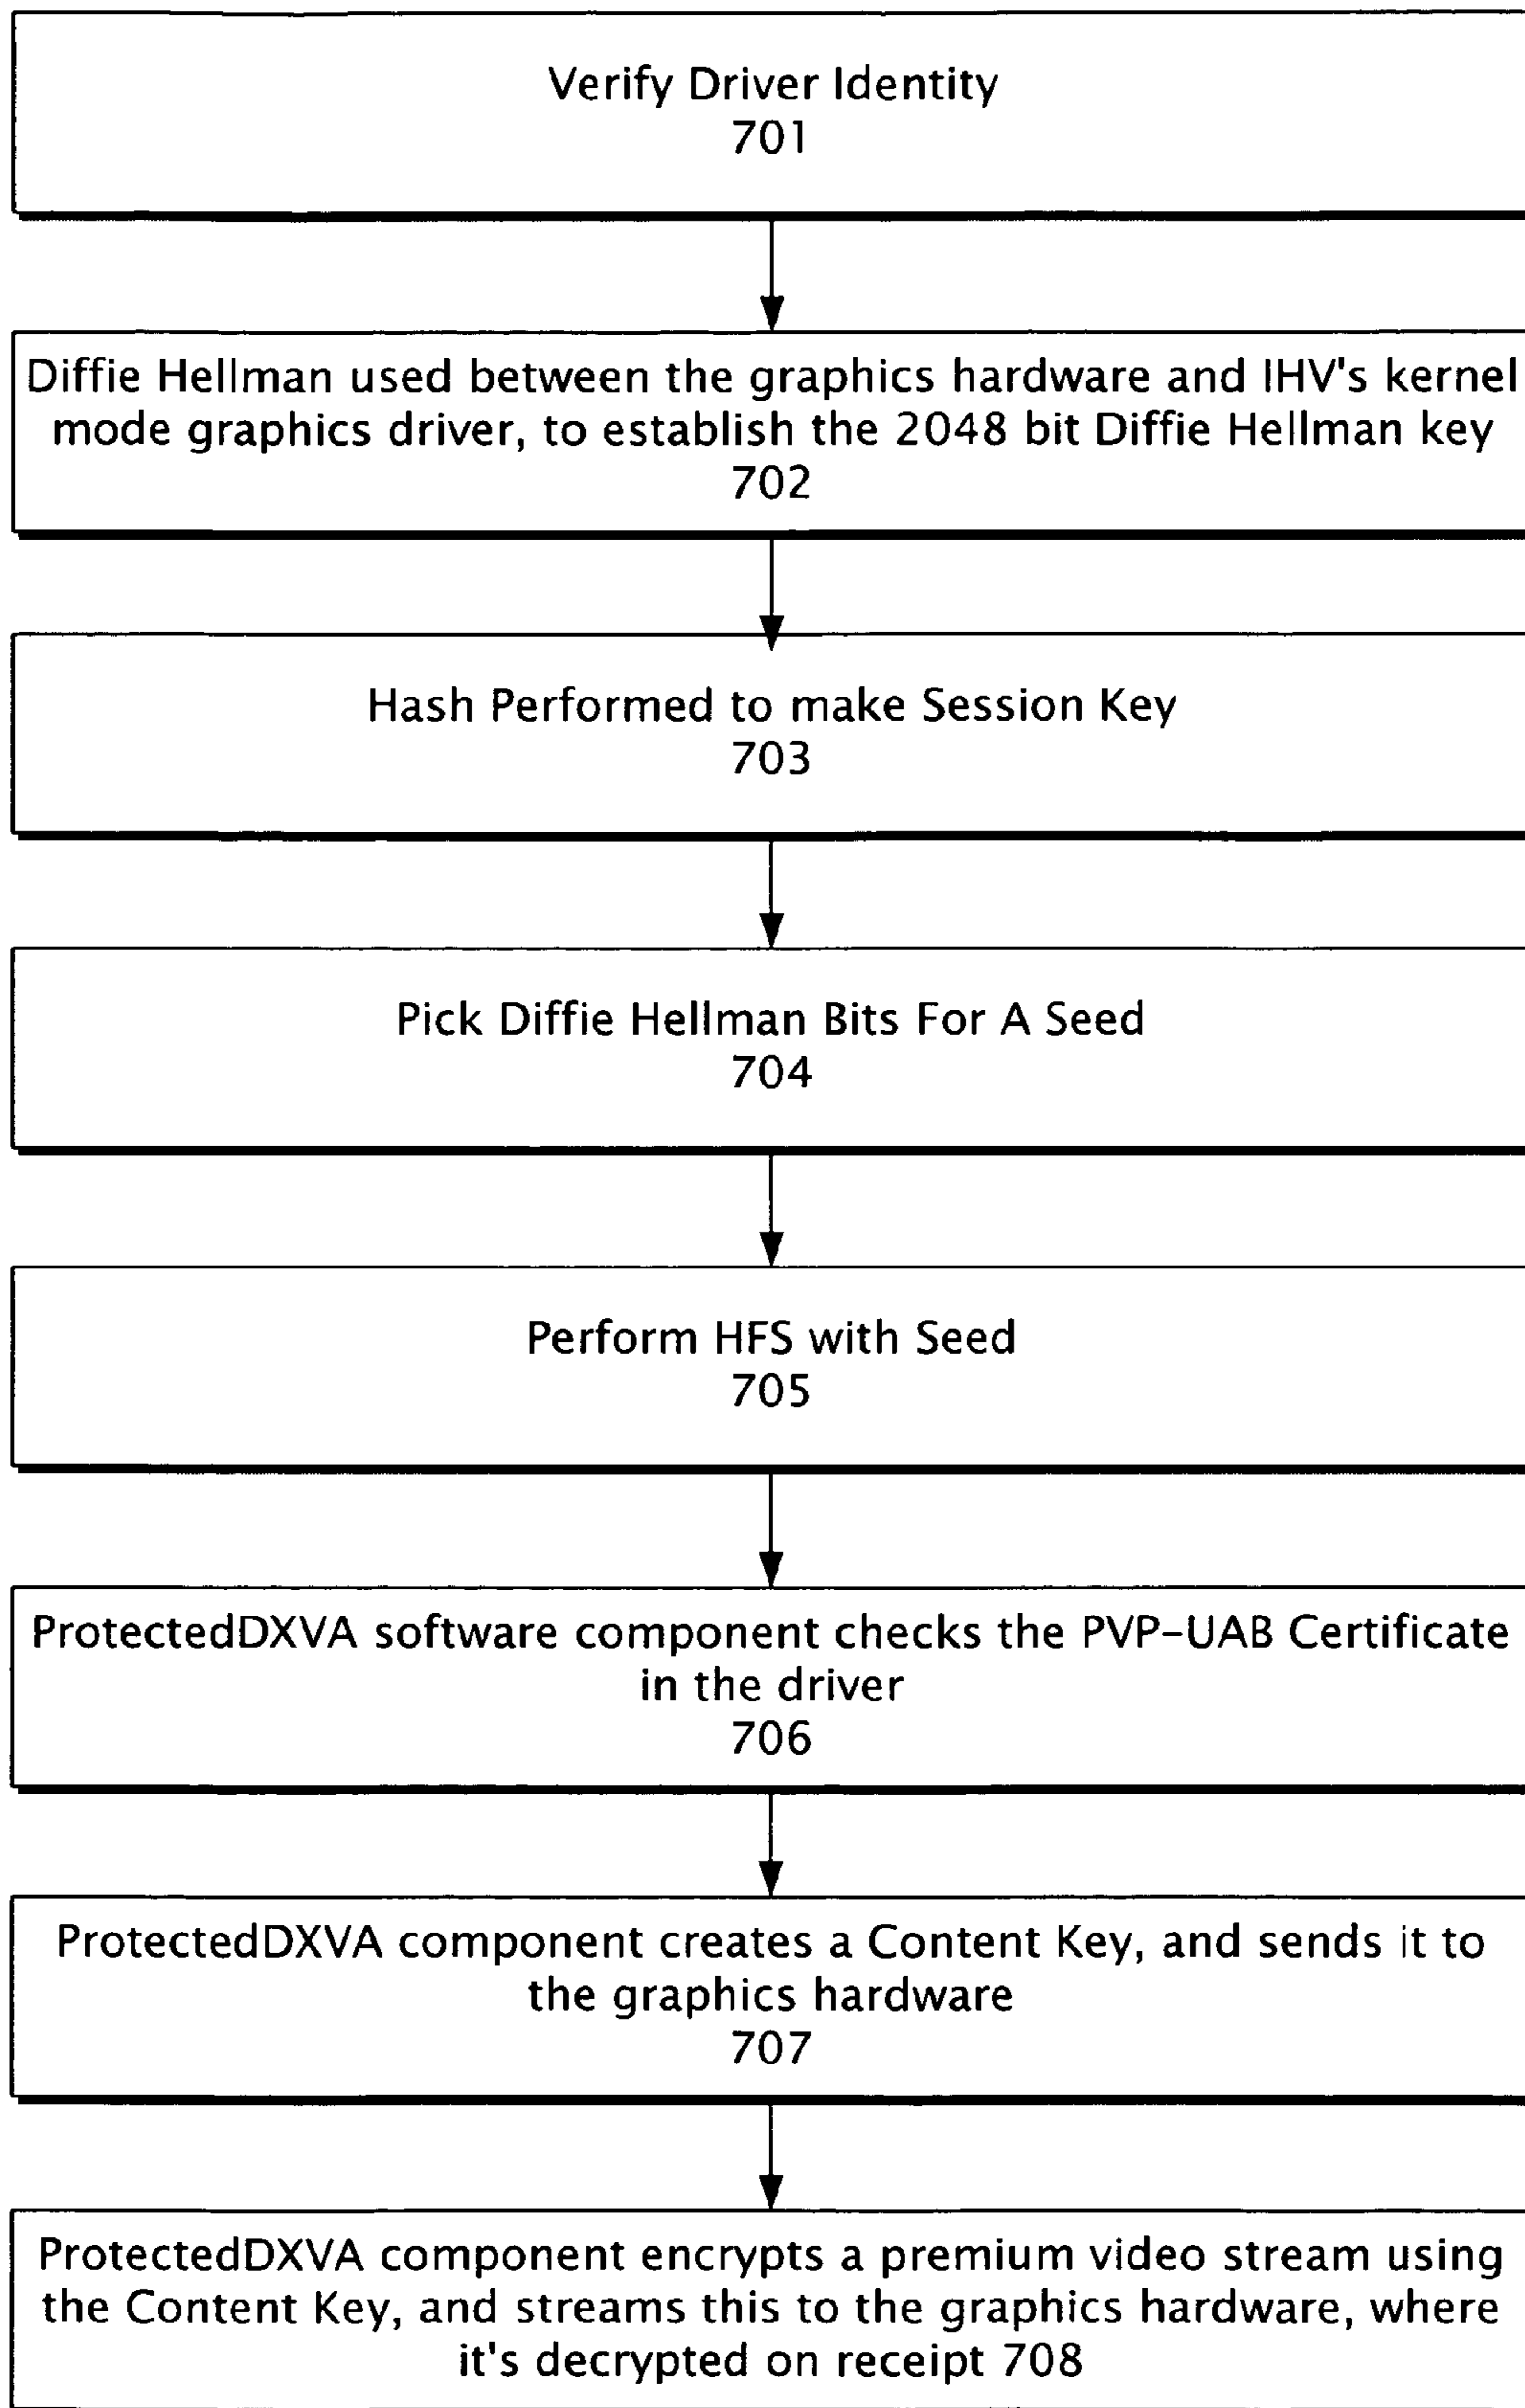 Verify Driver Identity
701
Diffie Hellman used between the graphics hardware and IHV's kernel
mode graphics driver, to establish the 2048 bit Diffie Hellman key
702
Hash Performed to make Session Key
703
Pick Diffie Hellman Bits For A Seed
704
Perform HFS with Seed
705
ProtectedDXVA software component checks the PVP-UAB Certificate
in the driver
706
ProtectedDXVA component creates a Content Key, and sends it to
the graphics hardware
707
ProtectedDXVA component encrypts a premium video stream using
the Content Key, and streams this to the graphics hardware, where
it's decrypted on receipt 708